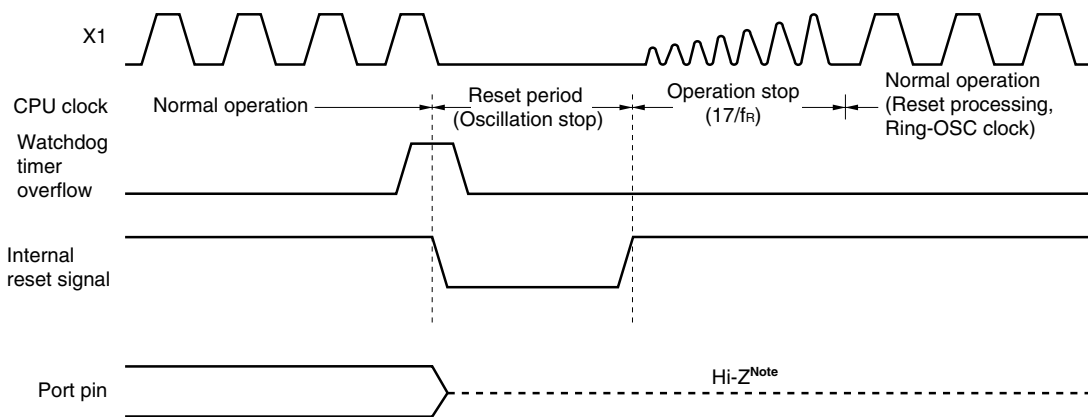 X1
CPU clock
Normal operation
Reset period
(Oscillation stop)
Operation stop
(17/fR)
Normal operation
(Reset processing,
Ring-OSC clock)
Watchdog
timer
overflow
Internal
reset signal
Port pin
Hi-ZNote